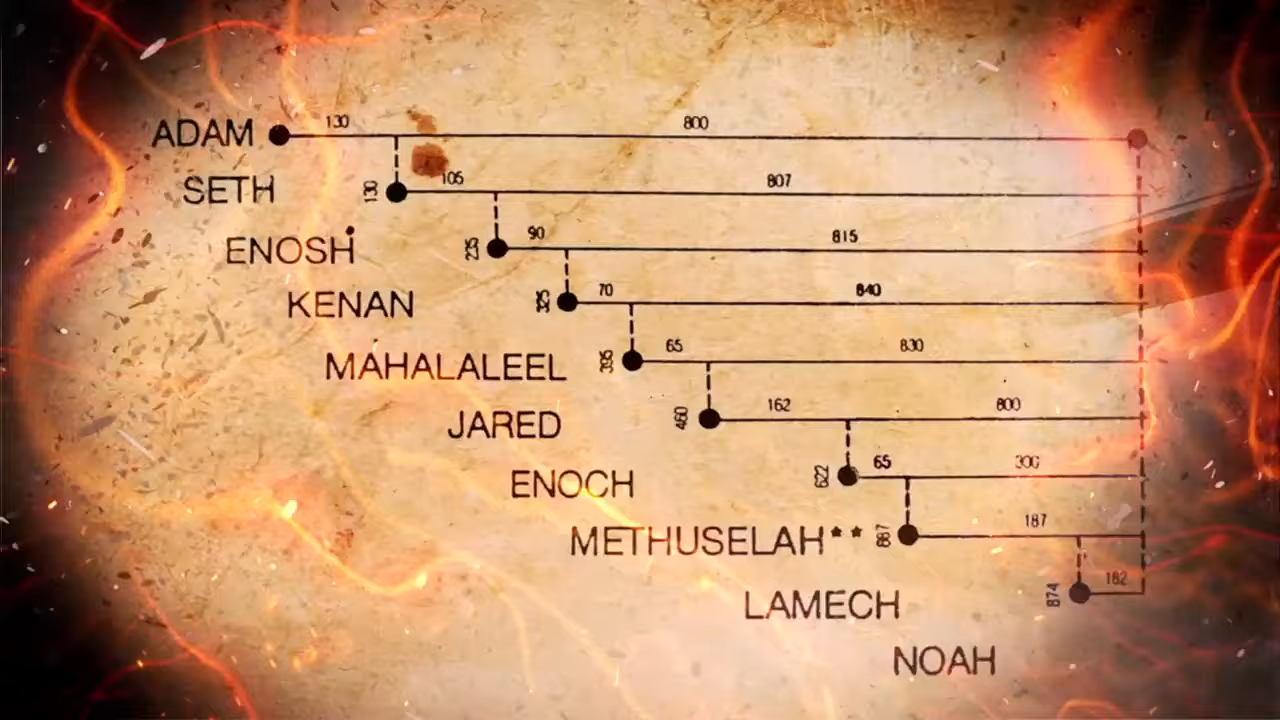 ADAM 130 800
SETH 130 105 807
ENOSH 235 90 815
KENAN 325 70 840
MAHALALEEL 395 65 830
JARED 460 162 800
ENOCH 622 65 300
METHUSELAH** 687 187
LAMECH 874 182
NOAH